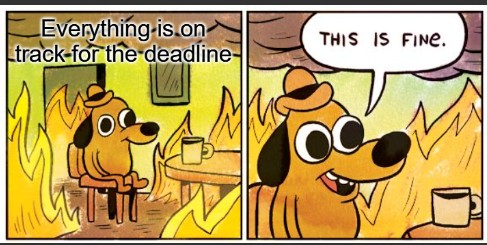 Everything is on
track for the deadline
THIS IS FINE.